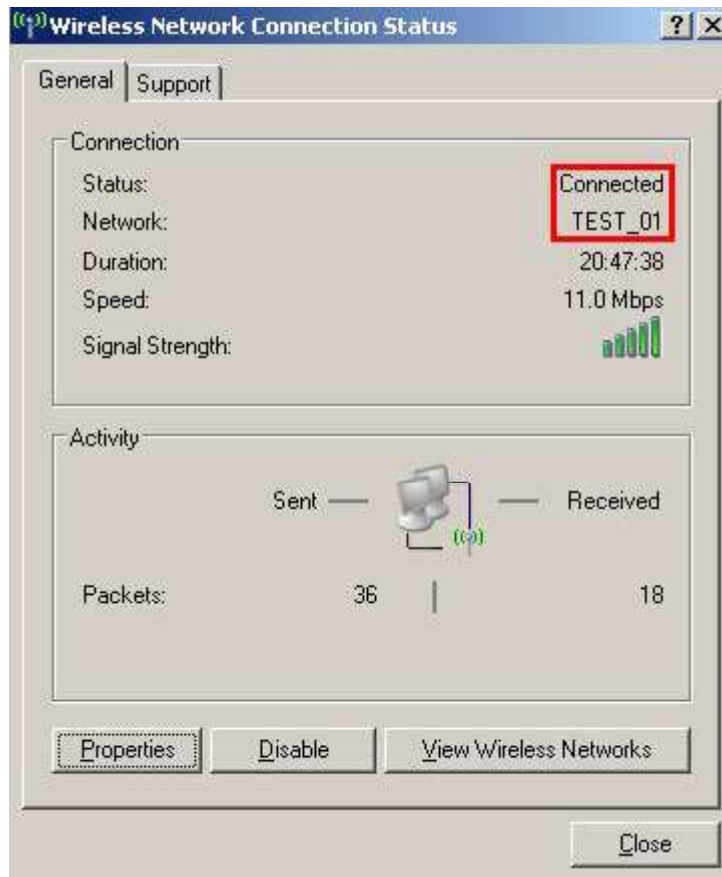 Wireless Network Connection Status
General Support
Connection
Status: Connected
Network: TEST_01
Duration: 20:47:38
Speed: 11.0 Mbps
Signal Strength:
Activity
Sent Received
Packets: 36 18
Properties Disable View Wireless Networks
Close